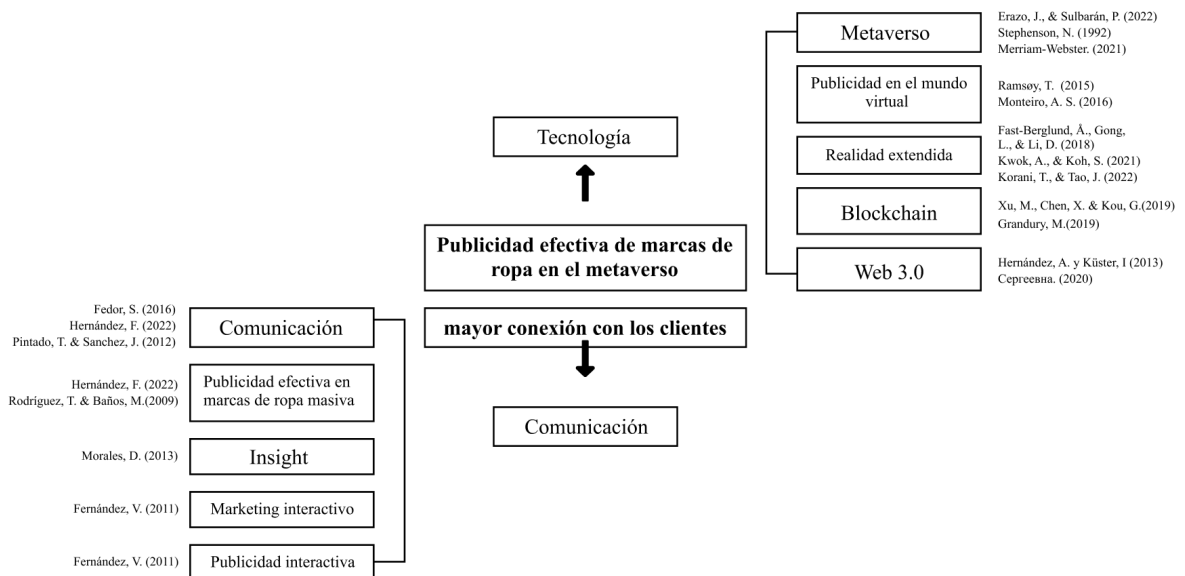 Metaverso
Erazo, J., & Sulbarán, P. (2022)
Stephenson, N. (1992)
Merriam-Webster. (2021)
Publicidad en el mundo
virtual
Ramsøy, T. (2015)
Monteiro, A. S. (2016)
Tecnología
Realidad extendida
Fast-Berglund, Å., Gong,
L., & Li, D. (2018)
Kwok, A., & Koh, S. (2021)
Korani, T., & Tao, J. (2022)
Blockchain
Xu, M., Chen, X. & Kou, G.(2019)
Grandury, M.(2019)
Publicidad efectiva de marcas de
ropa en el metaverso
Web 3.0
Hernández, A. y Küster, I (2013)
Сергеевна. (2020)
mayor conexión con los clientes
Fedor, S. (2016)
Hernández, F. (2022)
Pintado, T. & Sanchez, J. (2012)
Comunicación
Hernández, F. (2022)
Rodríguez, T. & Baños, M.(2009)
Publicidad efectiva en
marcas de ropa masiva
Comunicación
Morales, D. (2013)
Insight
Fernández, V. (2011)
Marketing interactivo
Fernández, V. (2011)
Publicidad interactiva